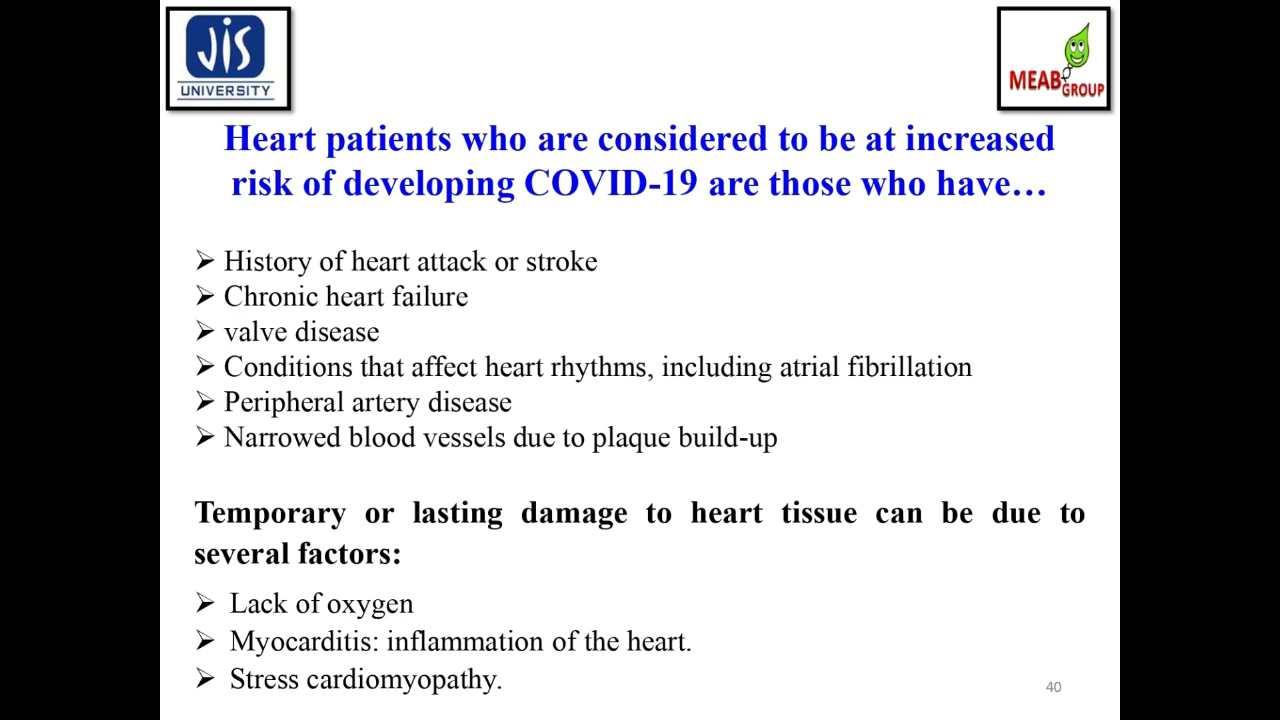 JIS
UNIVERSITY
MEAB GROUP
Heart patients who are considered to be at increased
risk of developing COVID-19 are those who have…
➢ History of heart attack or stroke
➢ Chronic heart failure
➢ valve disease
➢ Conditions that affect heart rhythms, including atrial fibrillation
➢ Peripheral artery disease
➢ Narrowed blood vessels due to plaque build-up
Temporary or lasting damage to heart tissue can be due to
several factors:
➢ Lack of oxygen
➢ Myocarditis: inflammation of the heart.
➢ Stress cardiomyopathy.
40